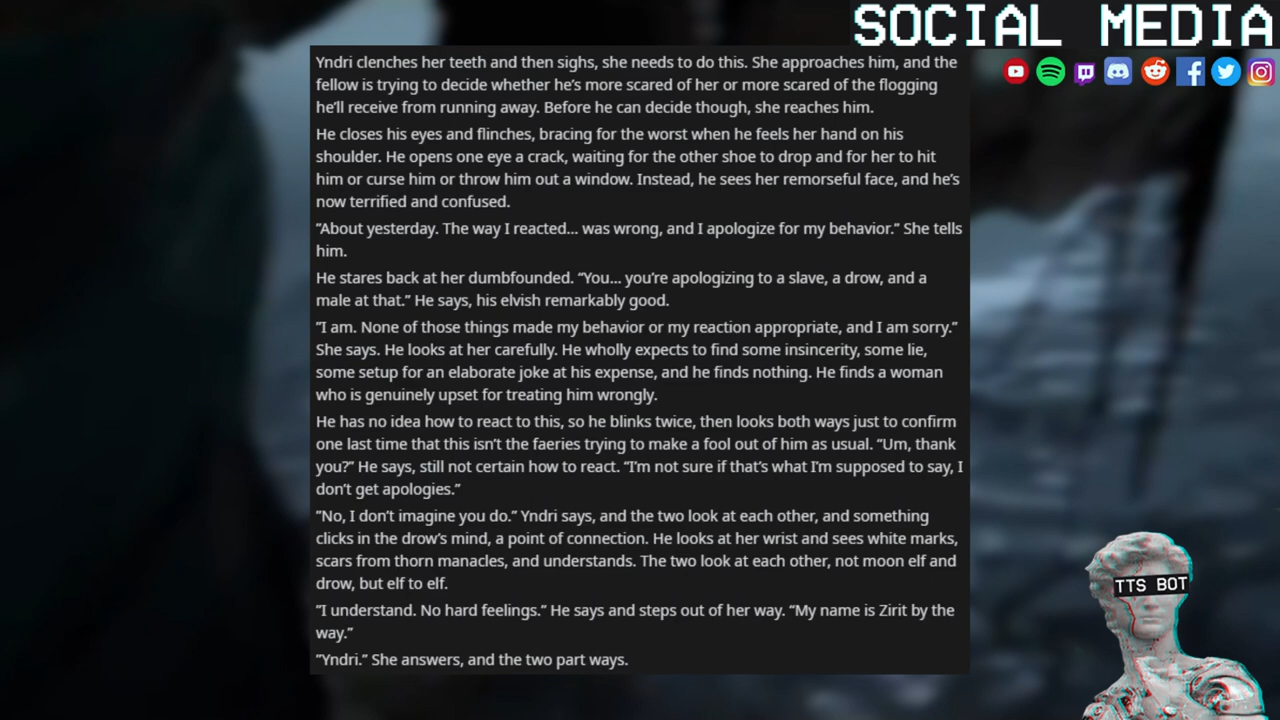 SOCIAL MEDIA
Yndri clenches her teeth and then sighs, she needs to do this. She approaches him, and the
fellow is trying to decide whether he's more scared of her or more scared of the flogging
he'll receive from running away. Before he can decide though, she reaches him.
He closes his eyes and flinches, bracing for the worst when he feels her hand on his
shoulder. He opens one eye a crack, waiting for the other shoe to drop and for her to hit
him or curse him or throw him out a window. Instead, he sees her remorseful face, and he's
now terrified and confused.
“About yesterday. The way I reacted... was wrong, and I apologize for my behavior.” She tells
him.
He stares back at her dumbfounded. “You... you’re apologizing to a slave, a drow, and a
male at that.” He says, his elvish remarkably good.
“I am. None of those things made my behavior or my reaction appropriate, and I am sorry.”
She says. He looks at her carefully. He wholly expects to find some insincerity, some lie,
some setup for an elaborate joke at his expense, and he finds nothing. He finds a woman
who is genuinely upset for treating him wrongly.
He has no idea how to react to this, so he blinks twice, then looks both ways just to confirm
one last time that this isn’t the faeries trying to make a fool out of him as usual. “Um, thank
you?” He says, still not certain how to react. “I’m not sure if that’s what I’m supposed to say, I
don’t get apologies.”
“No, I don’t imagine you do.” Yndri says, and the two look at each other, and something
clicks in the drow’s mind, a point of connection. He looks at her wrist and sees white marks,
scars from thorn manacles, and understands. The two look at each other, not moon elf and
drow, but elf to elf.
“I understand. No hard feelings.” He says and steps out of her way. “My name is Zirit by the
way.”
“Yndri.” She answers, and the two part ways.
TTS BOT